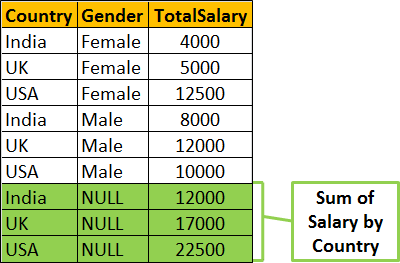 Country Gender TotalSalary
India Female 4000
UK Female 5000
USA Female 12500
India Male 8000
UK Male 12000
USA Male 10000
India NULL 12000
UK NULL 17000
USA NULL 22500
Sum of
Salary by
Country